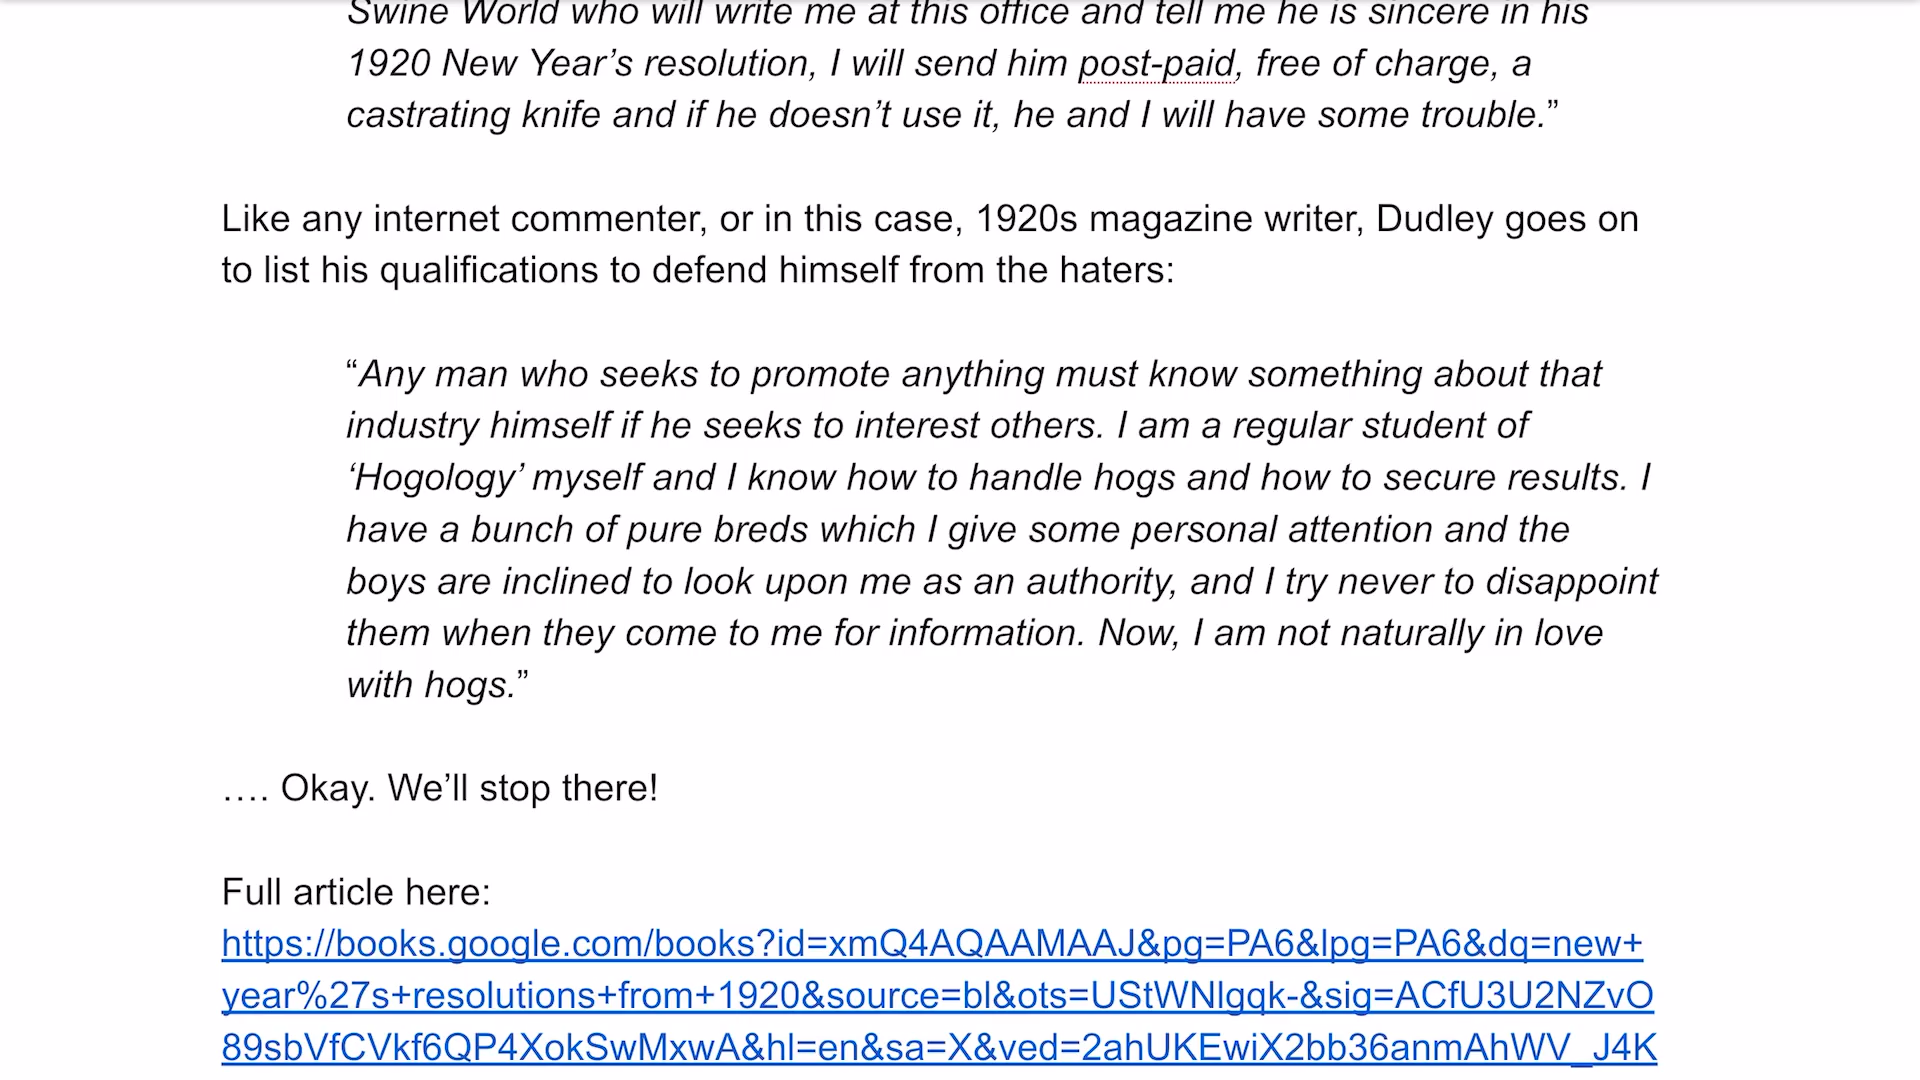 Swine World who will write me at this office and tell me he is sincere in his
1920 New Year’s resolution, I will send him post-paid, free of charge, a
castrating knife and if he doesn’t use it, he and I will have some trouble.”
Like any internet commenter, or in this case, 1920s magazine writer, Dudley goes on
to list his qualifications to defend himself from the haters:
“Any man who seeks to promote anything must know something about that
industry himself if he seeks to interest others. I am a regular student of
‘Hogology’ myself and I know how to handle hogs and how to secure results. I
have a bunch of pure breds which I give some personal attention and the
boys are inclined to look upon me as an authority, and I try never to disappoint
them when they come to me for information. Now, I am not naturally in love
with hogs.”
…. Okay. We’ll stop there!
Full article here:
https://books.google.com/books?id=xmQ4AQAAMAAJ&pg=PA6&lpg=PA6&dq=new+
year%27s+resolutions+from+1920&source=bl&ots=UStWNlgqk-&sig=ACfU3U2NZvO
89sbVfCVkf6QP4XokSwMxwA&hl=en&sa=X&ved=2ahUKEwiX2bb36anmAhWV_J4K